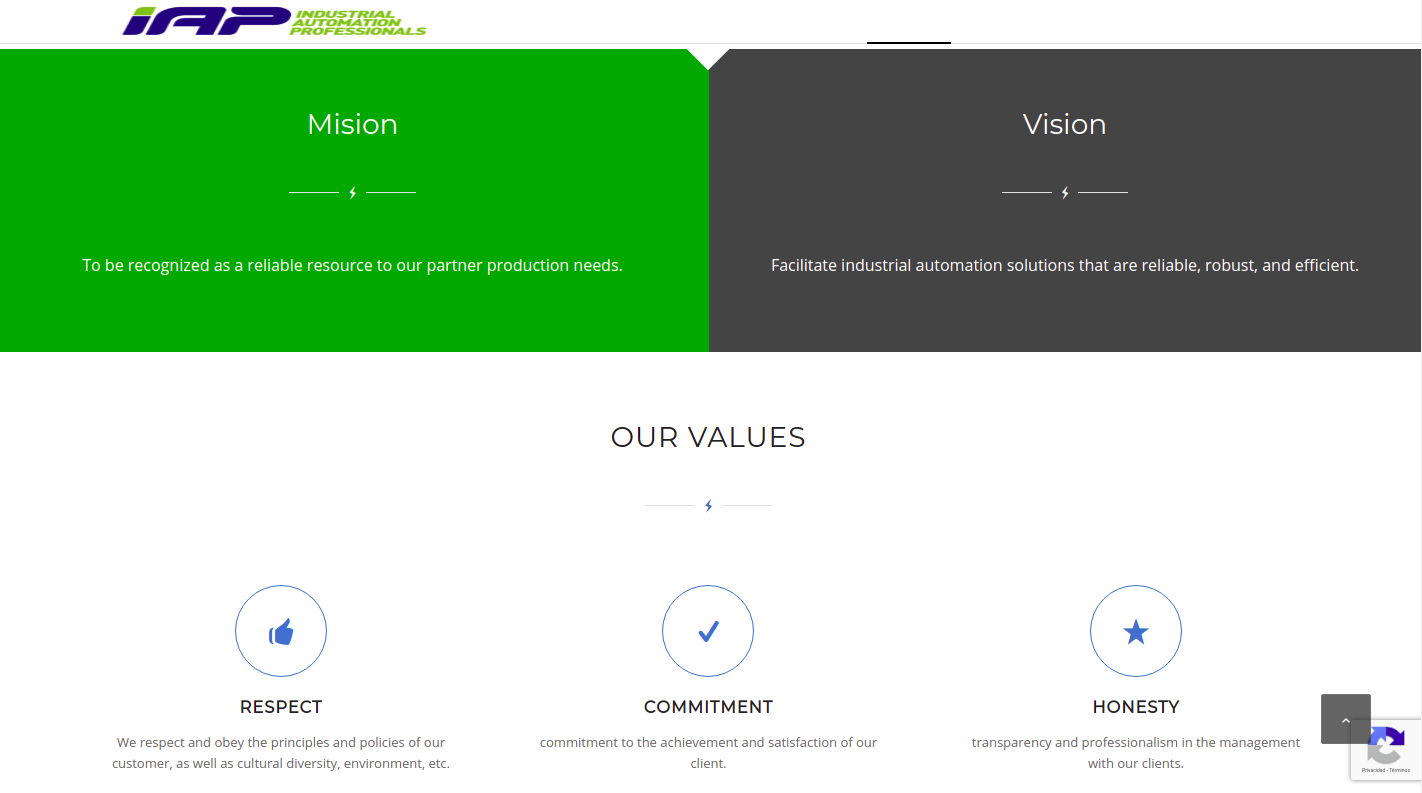 iAP INDUSTRIAL
AUTOMATION
PROFESSIONALS
Mision
Vision
To be recognized as a reliable resource to our partner production needs.
Facilitate industrial automation solutions that are reliable, robust, and efficient.
OUR VALUES
RESPECT
COMMITMENT
HONESTY
We respect and obey the principles and policies of our
customer, as well as cultural diversity, environment, etc.
commitment to the achievement and satisfaction of our
client.
transparency and professionalism in the management
with our clients.
Privacidad - Términos